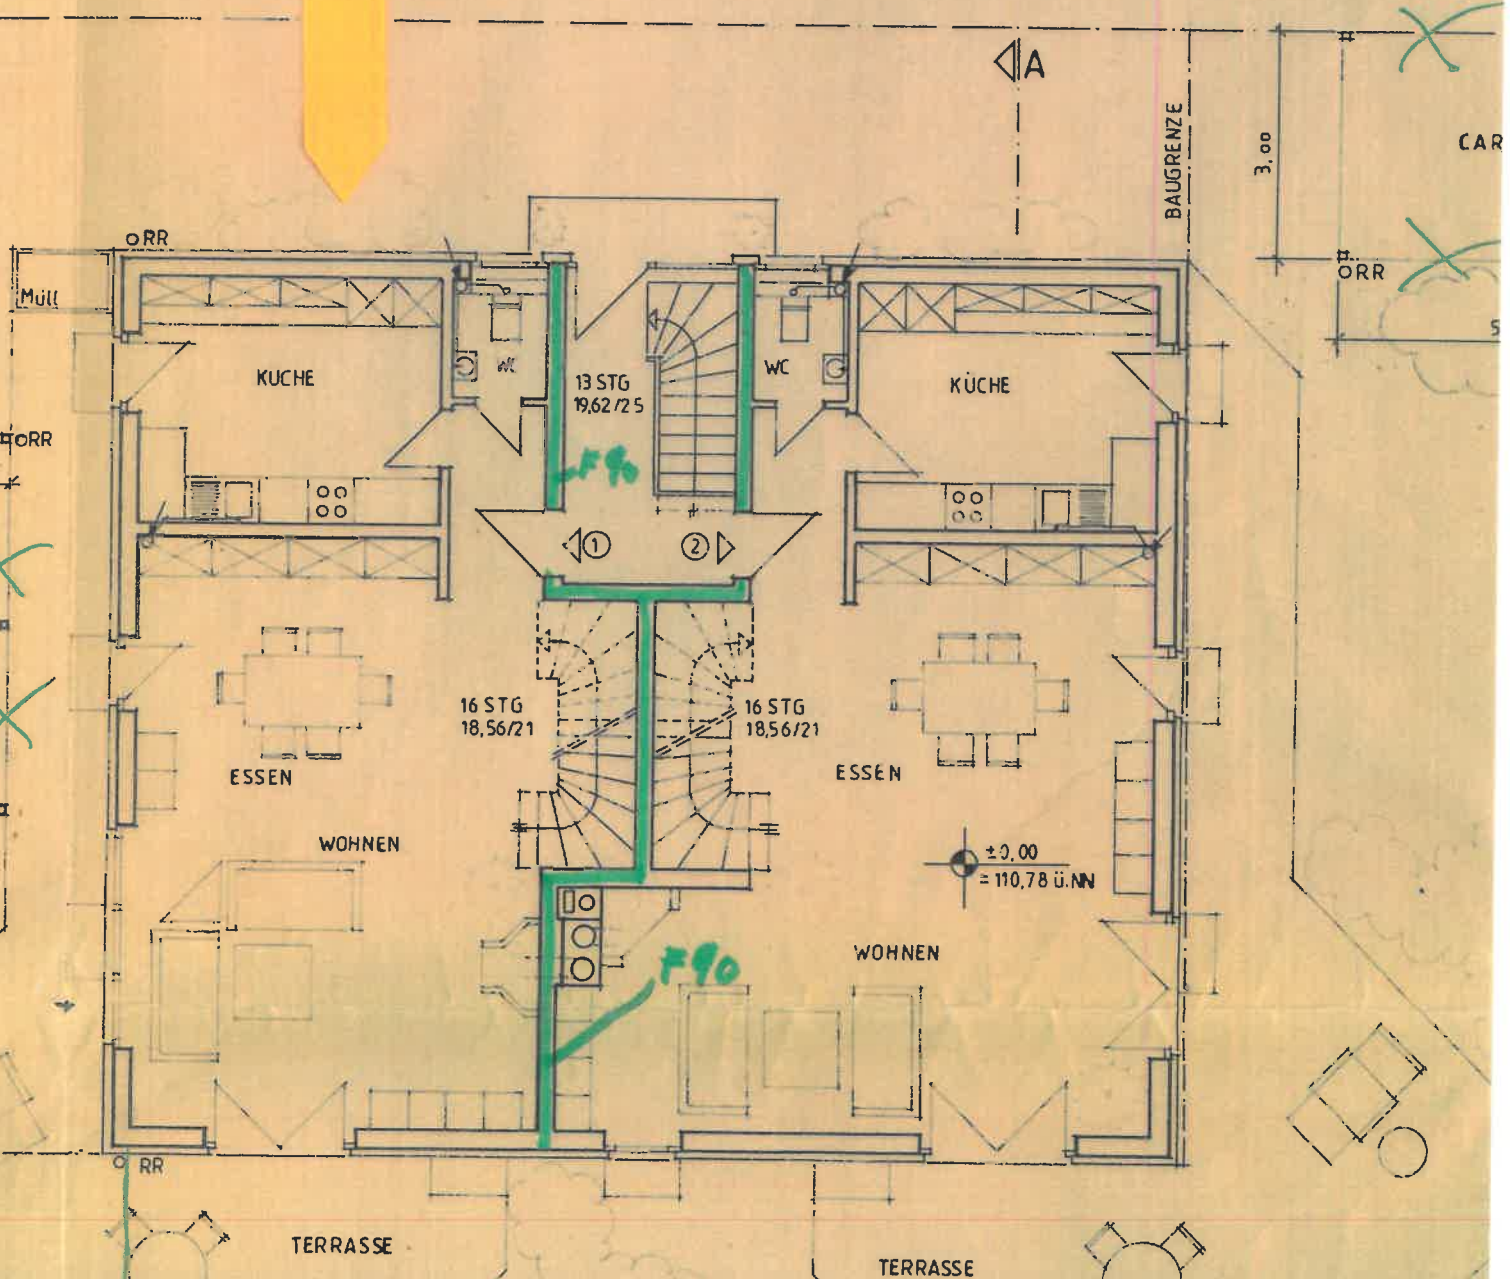 A
BAUGRENZE
3,00
CAR
ORR
ORR
Müll
KUCHE
WC
13 STG
19,62/25
WC
KÜCHE
ORR
F90
1
2
16 STG
18,56/21
16 STG
18,56/21
ESSEN
ESSEN
WOHNEN
±0,00
= 110,78 ü.NN
WOHNEN
F90
RR
TERRASSE
TERRASSE